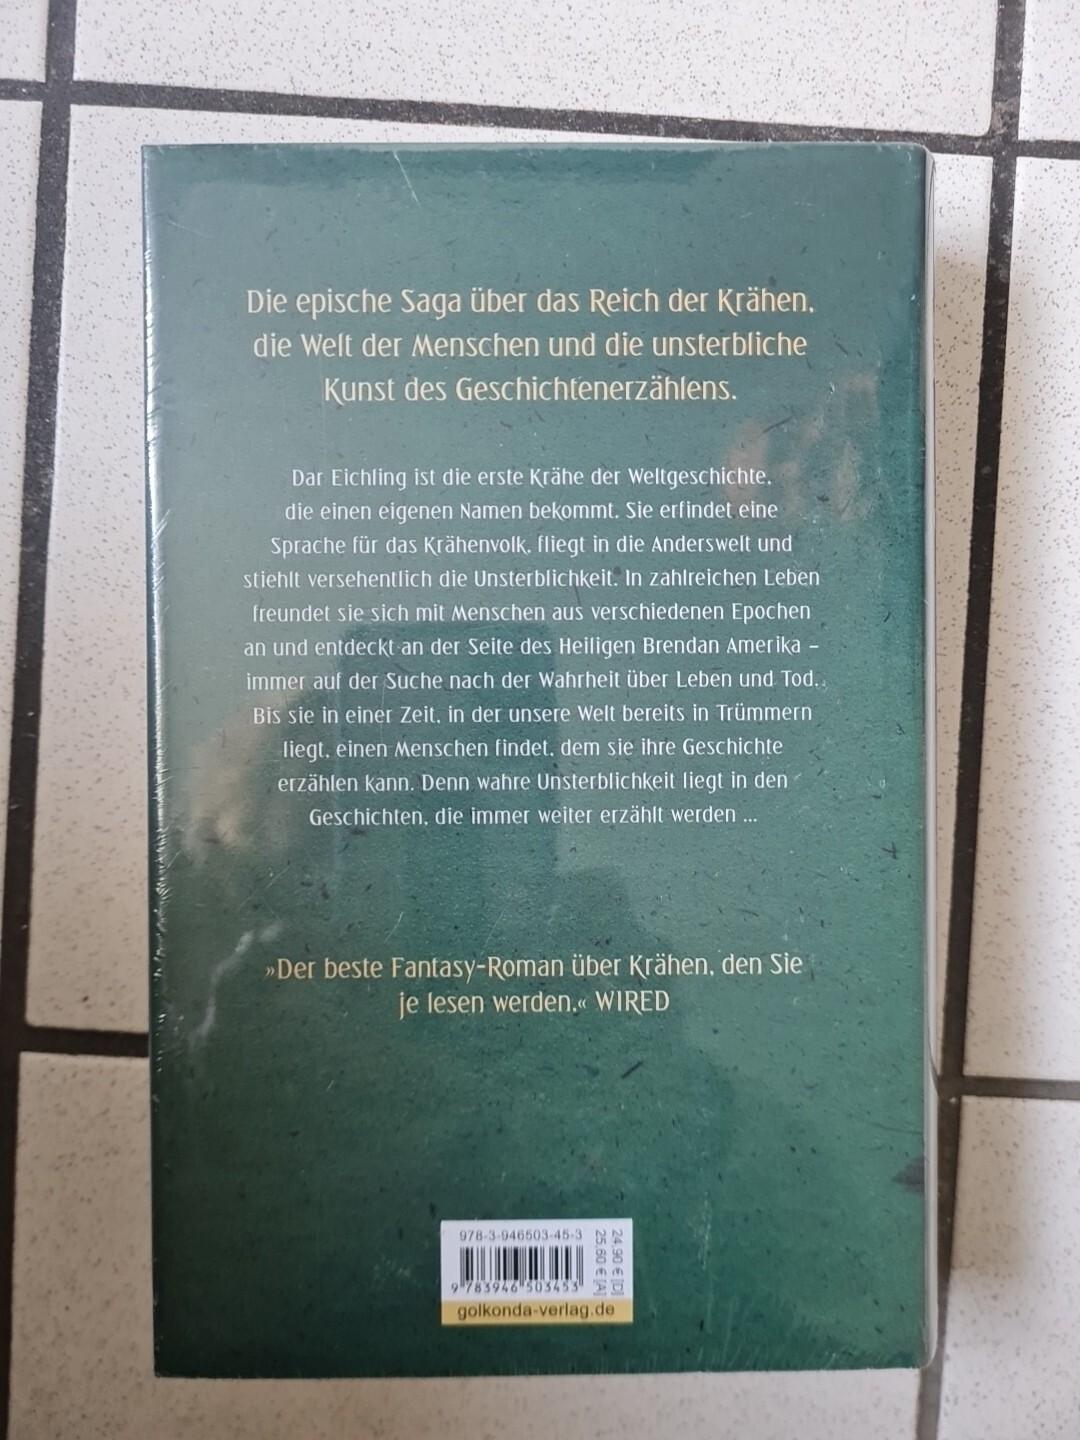 Die epische Saga über das Reich der Krähen,
die Welt der Menschen und die unsterbliche
Kunst des Geschichtenerzählens.
Dar Eichling ist die erste Krähe der Weltgeschichte,
die einen eigenen Namen bekommt. Sie erfindet eine
Sprache für das Krähenvolk, fliegt in die Anderswelt und
stiehlt versehentlich die Unsterblichkeit. In zahlreichen Leben
freundet sie sich mit Menschen aus verschiedenen Epochen
an und entdeckt an der Seite des Heiligen Brendan Amerika –
immer auf der Suche nach der Wahrheit über Leben und Tod.
Bis sie in einer Zeit, in der unsere Welt bereits in Trümmern
liegt, einen Menschen findet, dem sie ihre Geschichte
erzählen kann. Denn wahre Unsterblichkeit liegt in den
Geschichten, die immer weiter erzählt werden ...
»Der beste Fantasy-Roman über Krähen, den Sie
je lesen werden.« WIRED
978-3-946503-45-3
9 783946 503453
24,90 € [D]
25,60 € [A]
golkonda-verlag.de